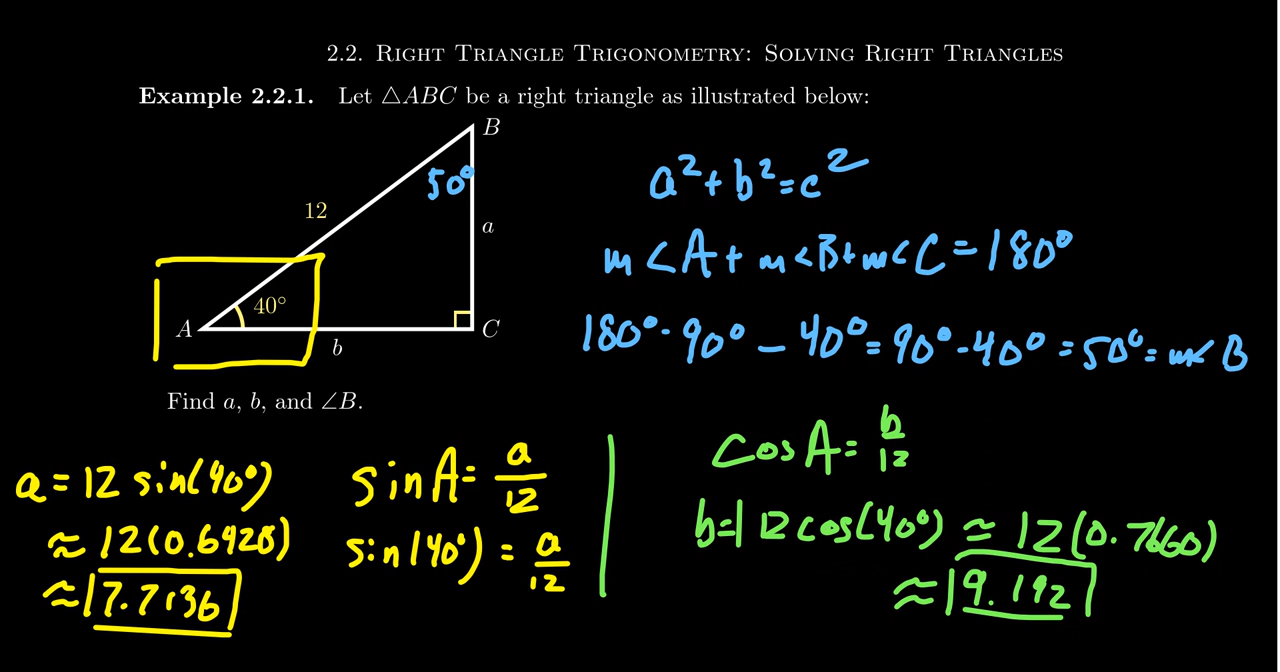 2.2. Right Triangle Trigonometry: Solving Right Triangles
Example 2.2.1. Let △ABC be a right triangle as illustrated below:
B
50°
12
a
40°
A
C
b
Find a, b, and ∠B.
a² + b² = c²
m<A + m<B + m<C = 180°
180° - 90° - 40° = 90° - 40° = 50° = m<B
a = 12 sin(40°)
≈ 12(0.6428)
≈ 7.7136
sin A = a/12
sin(40°) = a/12
cos A = b/12
b = 12 cos(40°) ≈ 12(0.7660)
≈ 9.192